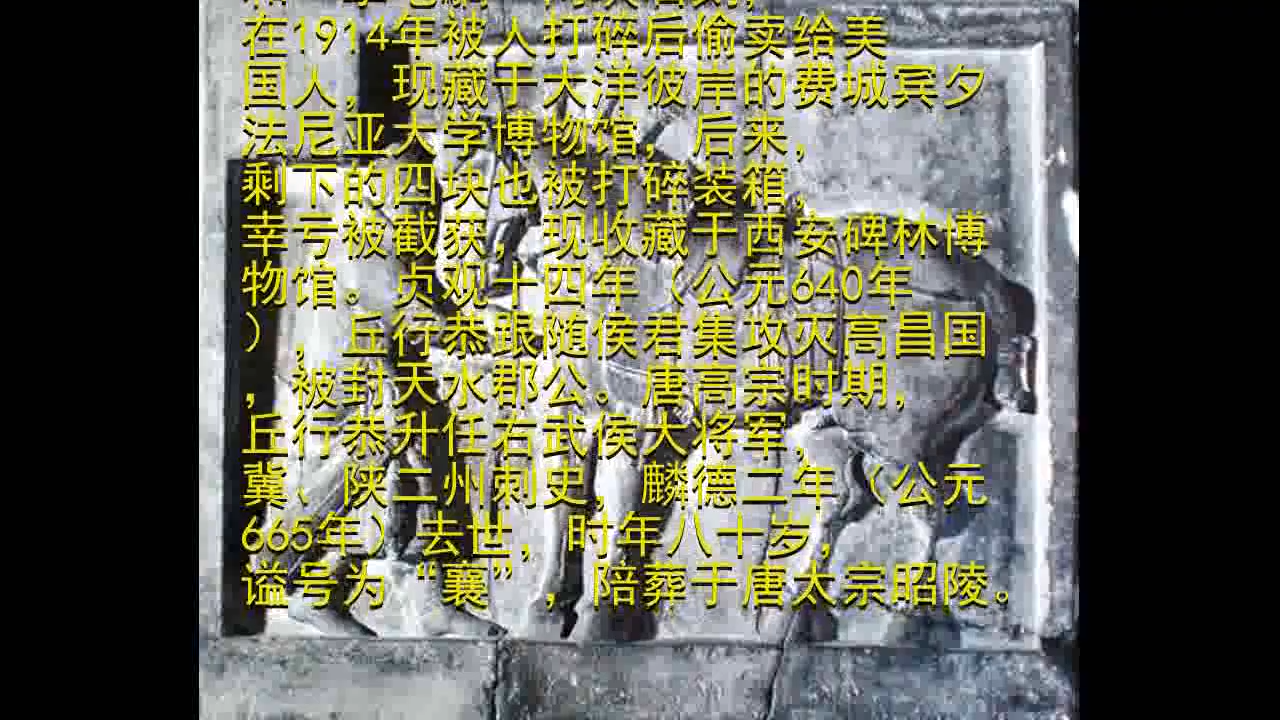 在1914年被人打碎后偷卖给美
国人，现藏于大洋彼岸的费城宾夕
法尼亚大学博物馆，后来，
剩下的四块也被打碎装箱，
幸亏被截获，现收藏于西安碑林博
物馆。贞观十四年（公元640年
），丘行恭跟随侯君集攻灭高昌国
，被封天水郡公。唐高宗时期，
丘行恭升任右武侯大将军，
冀、陕二州刺史，麟德二年（公元
665年）去世，时年八十岁，
谥号为“襄”，陪葬于唐太宗昭陵。